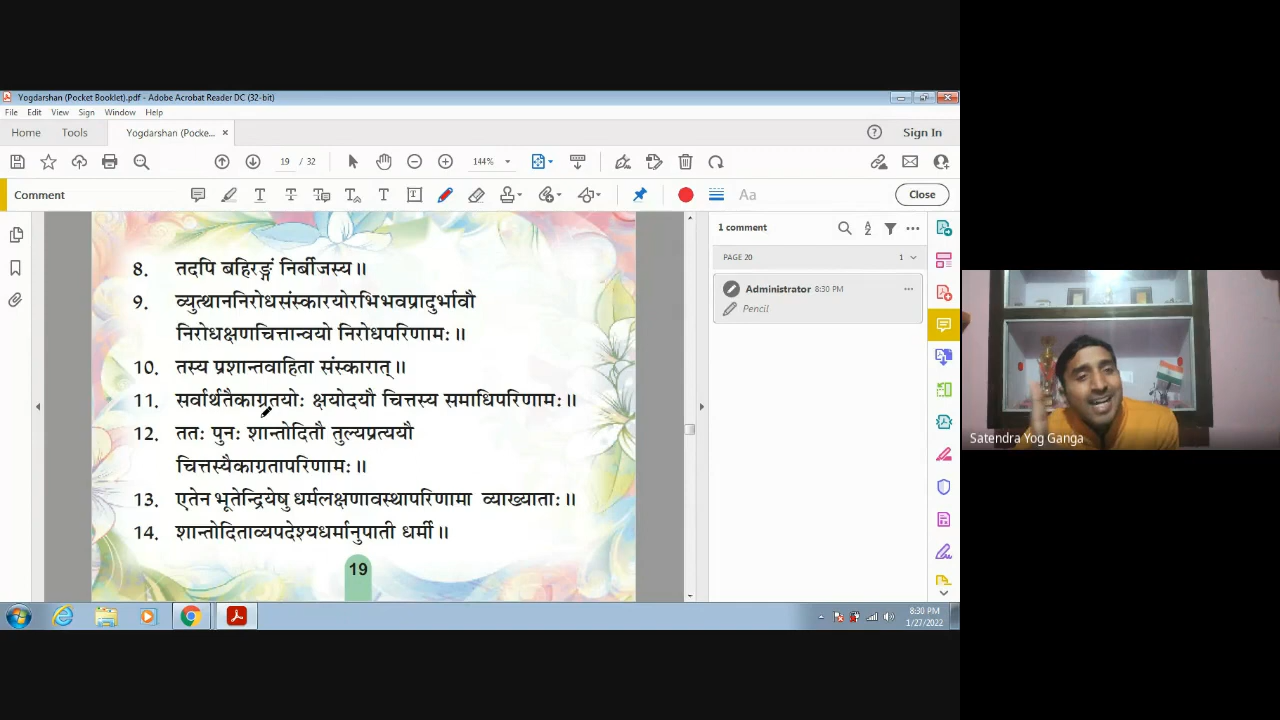 Yogdarshan (Pocket Booklet).pdf - Adobe Acrobat Reader DC (32-bit)
File Edit View Sign Window Help
Home Tools Yogdarshan (Pocke... × Sign In
19 / 32 144%
Comment Aa Close
8. तदपि बहिरङ्गं निर्बीजस्य॥
9. व्युत्थाननिरोधसंस्कारयोरभिभवप्रादुर्भावौ
निरोधक्षणचित्तान्वयो निरोधपरिणामः॥
10. तस्य प्रशान्तवाहिता संस्कारात्॥
11. सर्वार्थतैकाग्रतयोः क्षयोदयौ चित्तस्य समाधिपरिणामः॥
12. ततः पुनः शान्तोदितौ तुल्यप्रत्ययौ
चित्तस्यैकाग्रतापरिणामः॥
13. एतेन भूतेन्द्रियेषु धर्मलक्षणावस्थापरिणामा व्याख्याताः॥
14. शान्तोदिताव्यपदेश्यधर्मानुपाती धर्मी॥
19
1 comment
PAGE 20 1
Administrator 8:30 PM
Pencil
Satendra Yog Ganga
8:30 PM
1/27/2022